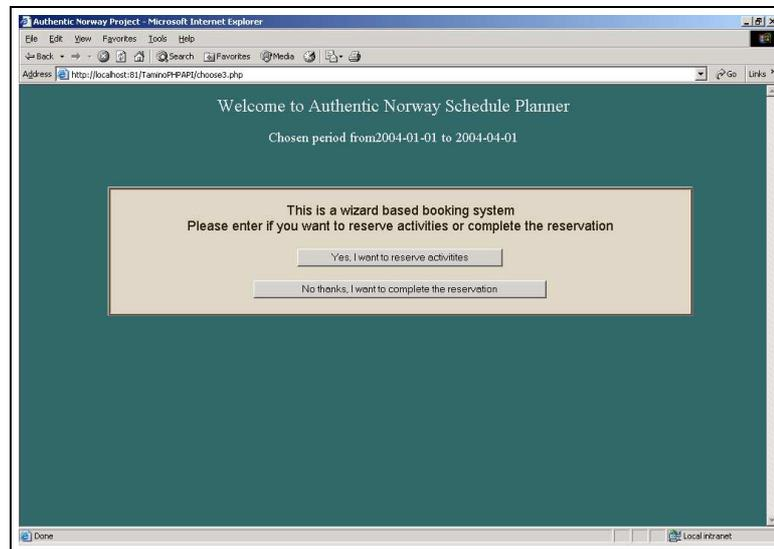 Authentic Norway Project - Microsoft Internet Explorer
File Edit View Favorites Tools Help
Back Search Favorites Media
Address http://localhost:81/TaminoPHPAPI/choose3.php Go Links
Welcome to Authentic Norway Schedule Planner
Chosen period from2004-01-01 to 2004-04-01
This is a wizard based booking system
Please enter if you want to reserve activities or complete the reservation
Yes, I want to reserve activitites
No thanks, I want to complete the reservation
Done Local intranet